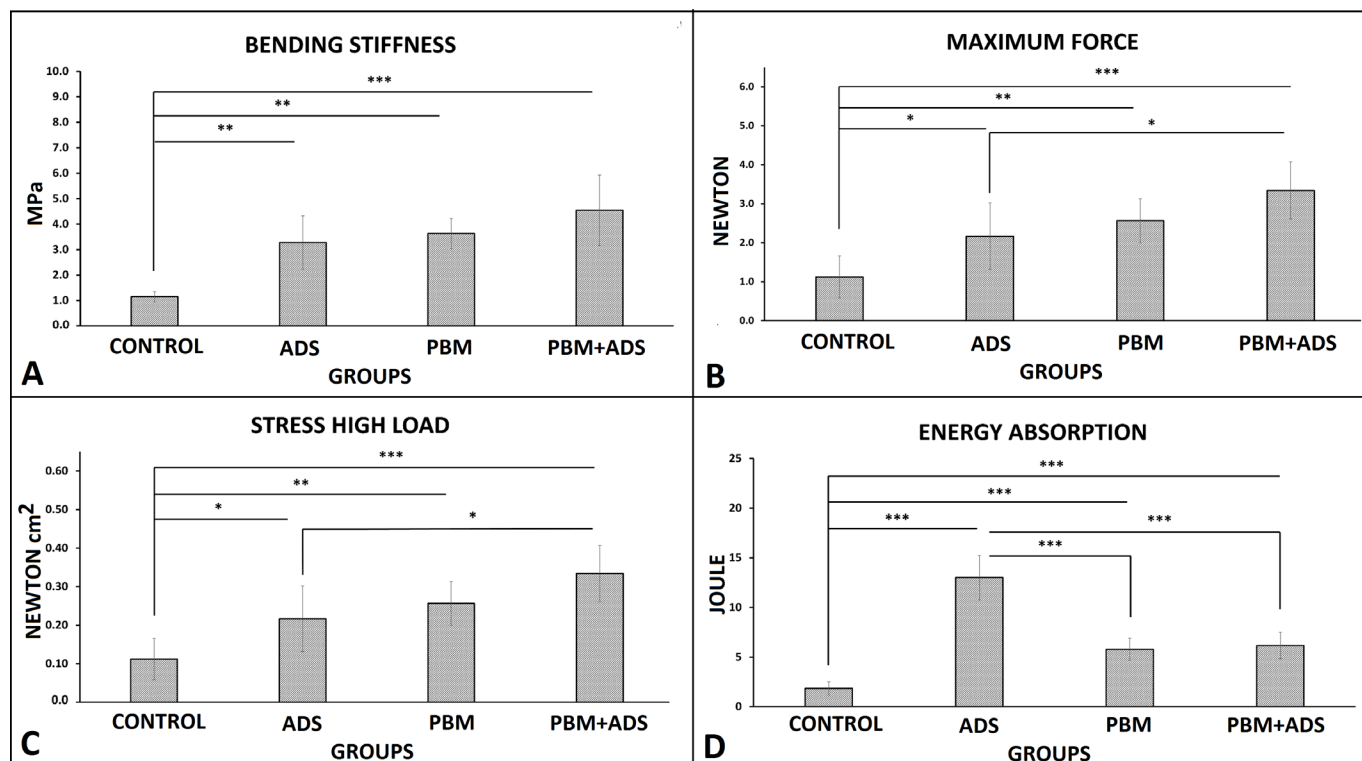 BENDING STIFFNESS
10.0
9.0
8.0
7.0
6.0
5.0
4.0
3.0
2.0
1.0
0.0
MPa
***
**
**
CONTROL ADS PBM PBM+ADS
GROUPS
A
MAXIMUM FORCE
6.0
5.0
4.0
3.0
2.0
1.0
0.0
NEWTON
***
**
*
*
CONTROL ADS PBM PBM+ADS
GROUPS
B
STRESS HIGH LOAD
0.60
0.50
0.40
0.30
0.20
0.10
0.0
NEWTON cm²
***
**
*
*
CONTROL ADS PBM PBM+ADS
GROUPS
C
ENERGY ABSORPTION
25
20
15
10
5
0
JOULE
***
***
***
***
***
CONTROL ADS PBM PBM+ADS
GROUPS
D